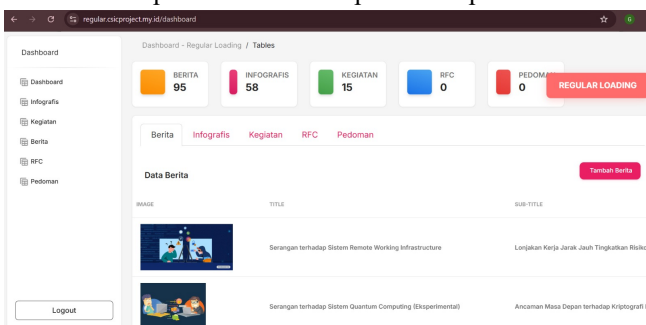 regular.csicproject.my.id/dashboard
Dashboard
Dashboard
Infografis
Kegiatan
Berita
RFC
Pedoman
Logout
Dashboard - Regular Loading / Tables
BERITA
95
INFOGRAFIS
58
KEGIATAN
15
RFC
0
0
REGULAR LOADING
Berita Infografis Kegiatan RFC Pedoman
Data Berita
Tambah Berita
IMAGE TITLE SUB-TITLE
Serangan terhadap Sistem Remote Working Infrastructure Lonjakan Kerja Jarak Jauh Tingkatkan Risiko
Serangan terhadap Sistem Quantum Computing (Eksperimental) Ancaman Masa Depan terhadap Kriptografi